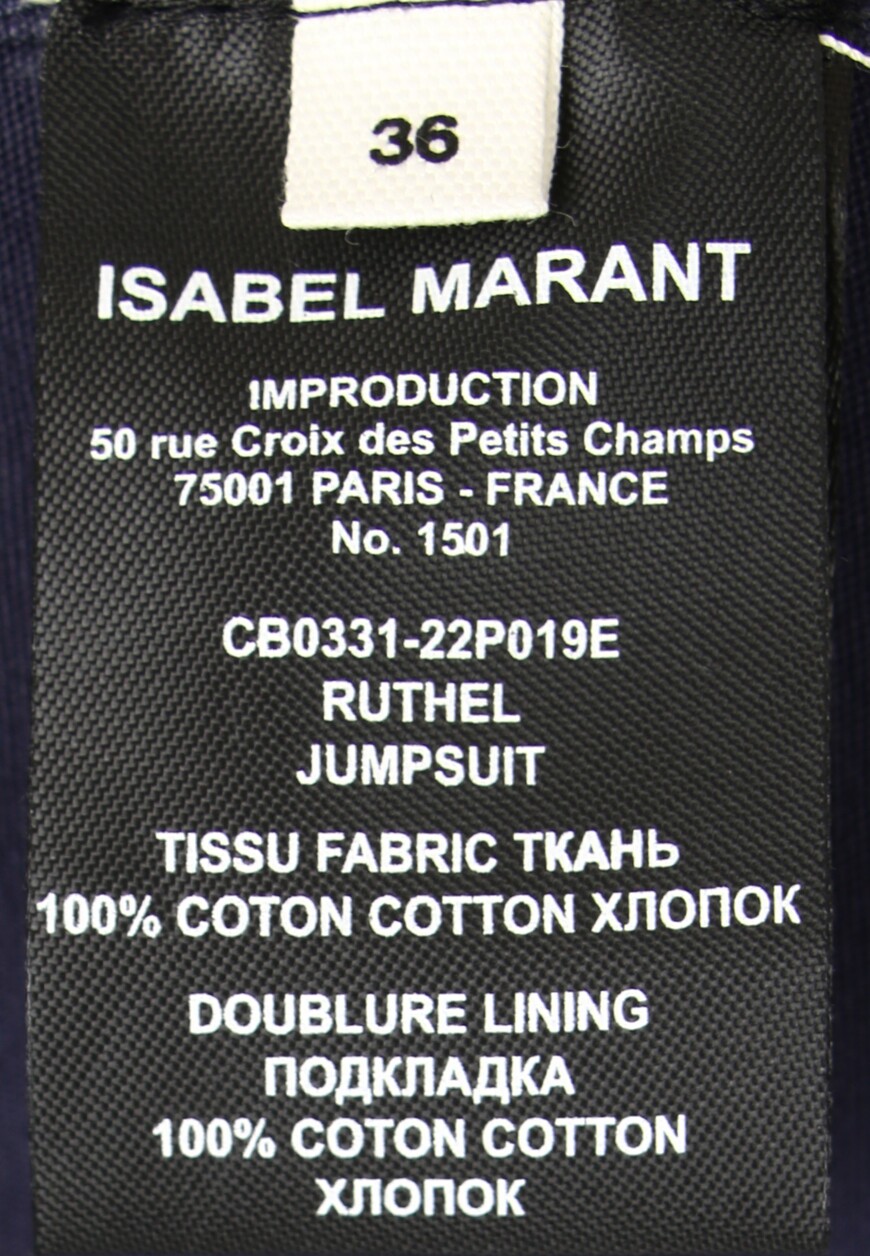 36
ISABEL MARANT
IMPRODUCTION
50 rue Croix des Petits Champs
75001 PARIS - FRANCE
No. 1501
CB0331-22P019E
RUTHEL
JUMPSUIT
TISSU FABRIC ТКАНЬ
100% COTON COTTON ХЛОПОК
DOUBLURE LINING
ПОДКЛАДКА
100% COTON COTTON
ХЛОПОК